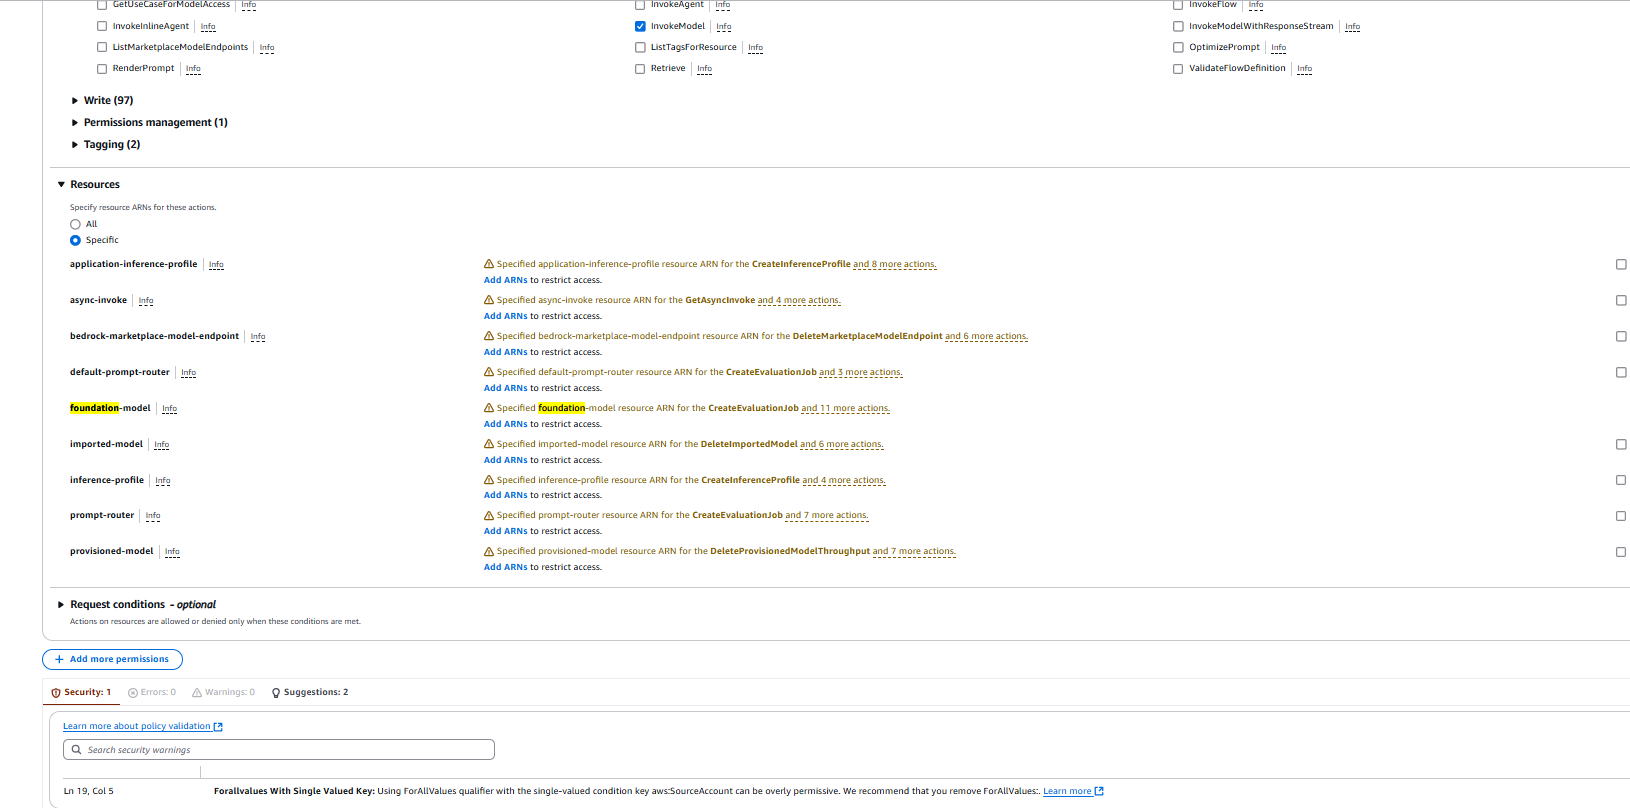 GetUseCaseForModelAccess Info InvokeAgent Info InvokeFlow Info
InvokeInlineAgent Info InvokeModel Info InvokeModelWithResponseStream Info
ListMarketplaceModelEndpoints Info ListTagsForResource Info OptimizePrompt Info
RenderPrompt Info Retrieve Info ValidateFlowDefinition Info
Write (97)
Permissions management (1)
Tagging (2)
Resources
Specify resource ARNs for these actions.
All
Specific
application-inference-profile Info Specified application-inference-profile resource ARN for the CreateInferenceProfile and 8 more actions.
Add ARNs to restrict access.
async-invoke Info Specified async-invoke resource ARN for the GetAsyncInvoke and 4 more actions.
Add ARNs to restrict access.
bedrock-marketplace-model-endpoint Info Specified bedrock-marketplace-model-endpoint resource ARN for the DeleteMarketplaceModelEndpoint and 6 more actions.
Add ARNs to restrict access.
default-prompt-router Info Specified default-prompt-router resource ARN for the CreateEvaluationJob and 3 more actions.
Add ARNs to restrict access.
foundation-model Info Specified foundation-model resource ARN for the CreateEvaluationJob and 11 more actions.
Add ARNs to restrict access.
imported-model Info Specified imported-model resource ARN for the DeleteImportedModel and 6 more actions.
Add ARNs to restrict access.
inference-profile Info Specified inference-profile resource ARN for the CreateInferenceProfile and 4 more actions.
Add ARNs to restrict access.
prompt-router Info Specified prompt-router resource ARN for the CreateEvaluationJob and 7 more actions.
Add ARNs to restrict access.
provisioned-model Info Specified provisioned-model resource ARN for the DeleteProvisionedModelThroughput and 7 more actions.
Add ARNs to restrict access.
Request conditions - optional
Actions on resources are allowed or denied only when these conditions are met.
+ Add more permissions
Security: 1 Errors: 0 Warnings: 0 Suggestions: 2
Learn more about policy validation
Search security warnings
Ln 19, Col 5 Forallvalues With Single Valued Key: Using ForAllValues qualifier with the single-valued condition key aws:SourceAccount can be overly permissive. We recommend that you remove ForAllValues:. Learn more